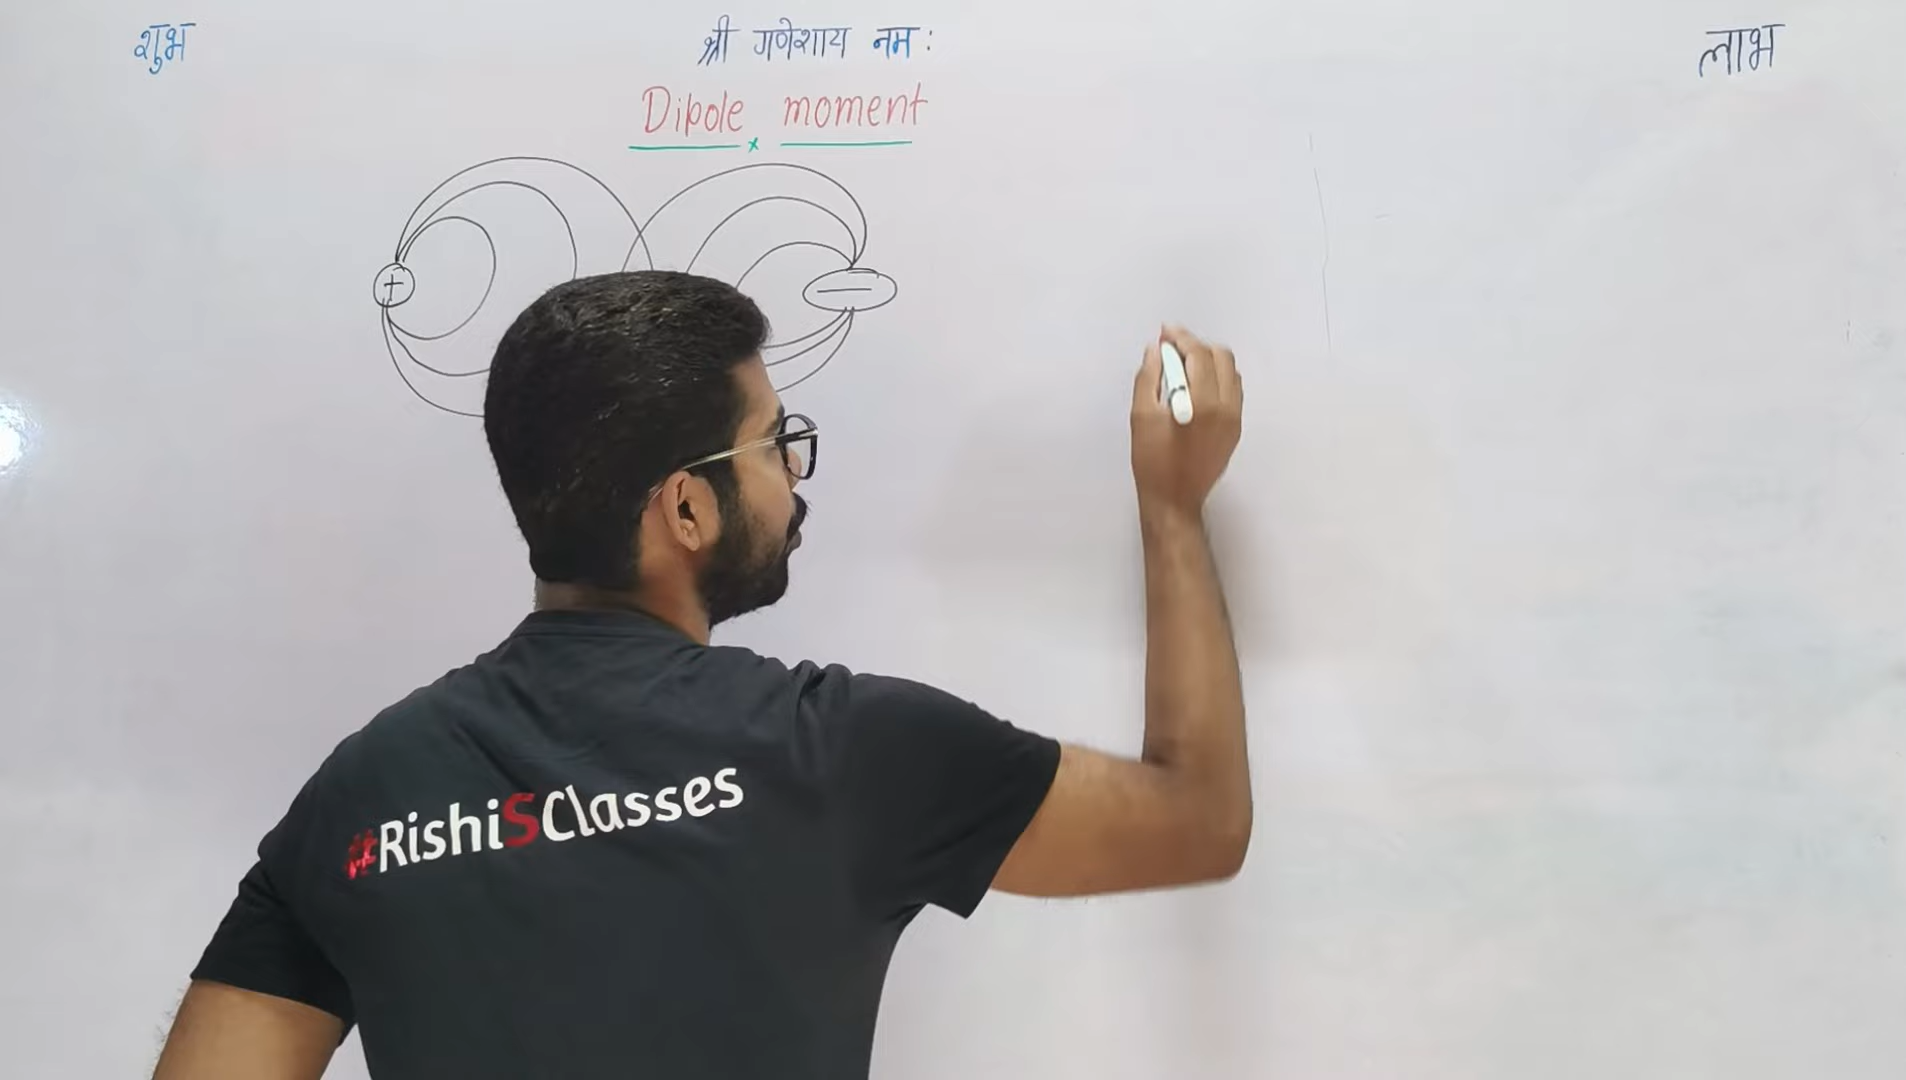 शुभ
श्री गणेशाय नमः
लाभ
Dipole moment
x
+
−
#RishiSClasses